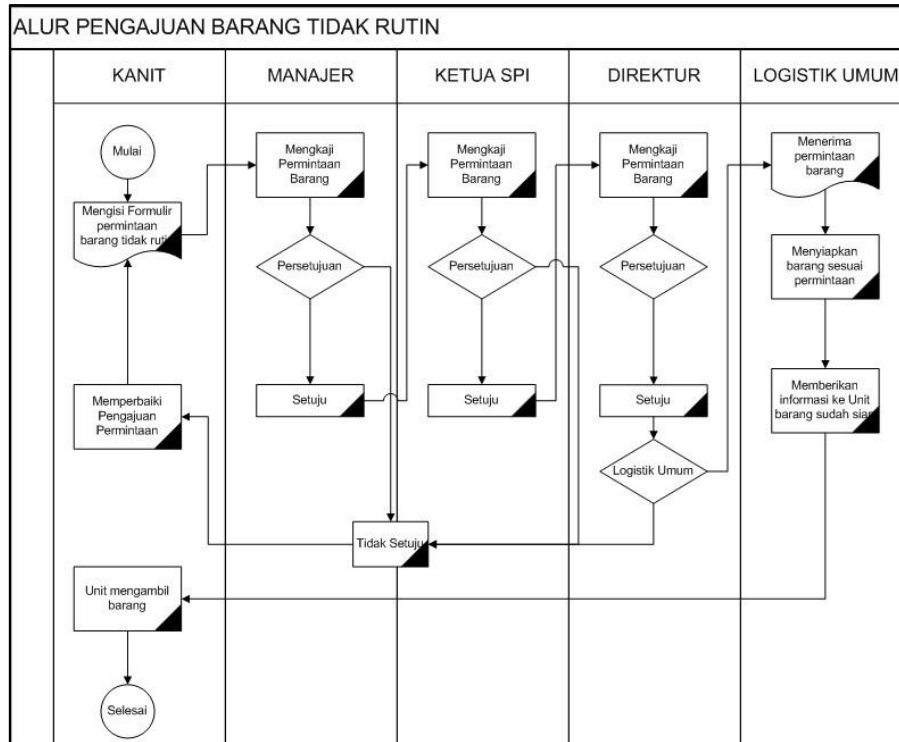 ALUR PENGAJUAN BARANG TIDAK RUTIN
KANIT
MANAJER
KETUA SPI
DIREKTUR
LOGISTIK UMUM
Mulai
Mengisi Formulir
permintaan
barang tidak rutin
Memperbaiki
Pengajuan
Permintaan
Unit mengambil
barang
Selesai
Mengkaji
Permintaan
Barang
Persetujuan
Setuju
Tidak Setuju
Mengkaji
Permintaan
Barang
Persetujuan
Setuju
Mengkaji
Permintaan
Barang
Persetujuan
Setuju
Logistik Umum
Menerima
permintaan
barang
Menyiapkan
barang sesuai
permintaan
Memberikan
informasi ke Unit
barang sudah siap